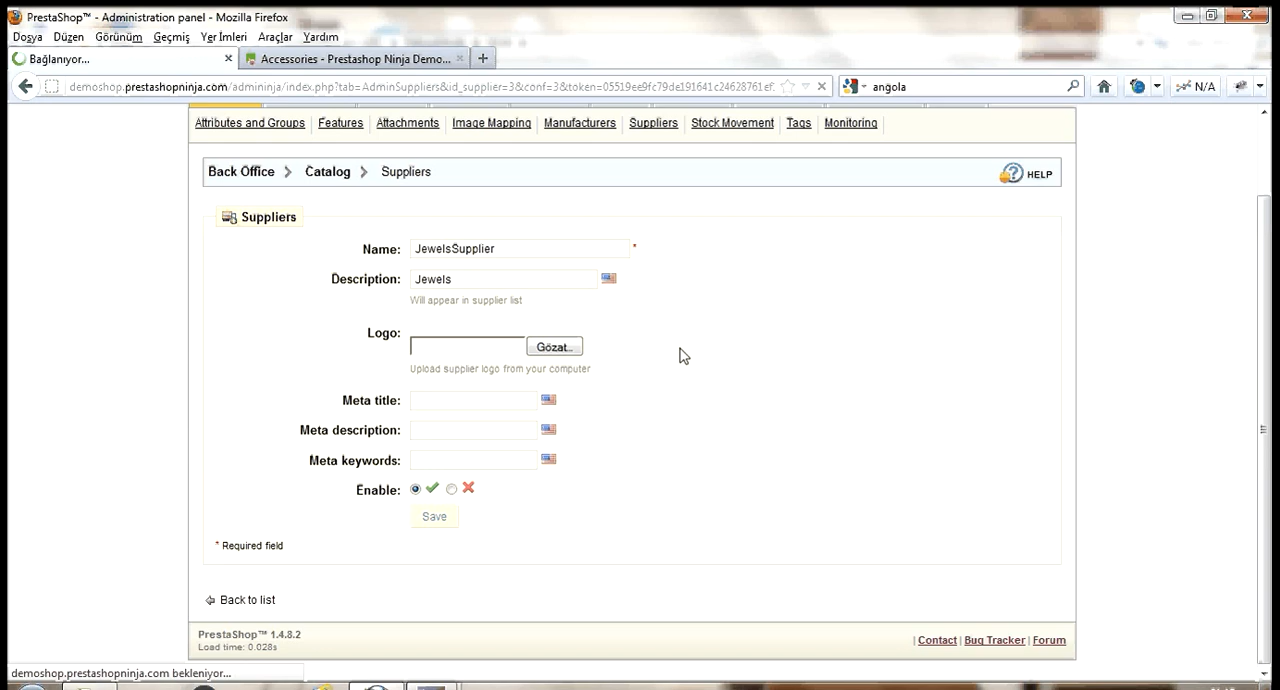 PrestaShop™ - Administration panel - Mozilla Firefox
Dosya Düzen Görünüm Geçmiş Yer İmleri Araçlar Yardım
Bağlanıyor... Accessories - Prestashop Ninja Demo...
demoshop.prestashopninja.com/adminninja/index.php?tab=AdminSuppliers&id_supplier=3&conf=3&token=05519ee9fc79de191641c24628761ef. angola N/A
Attributes and Groups Features Attachments Image Mapping Manufacturers Suppliers Stock Movement Tags Monitoring
Back Office Catalog Suppliers HELP
Suppliers
Name: JewelsSupplier *
Description: Jewels
Will appear in supplier list
Logo:
Gözat..
Upload supplier logo from your computer
Meta title:
Meta description:
Meta keywords:
Enable:
Save
* Required field
Back to list
PrestaShop™ 1.4.8.2
Load time: 0.028s
| Contact | Bug Tracker | Forum
demoshop.prestashopninja.com bekleniyor...